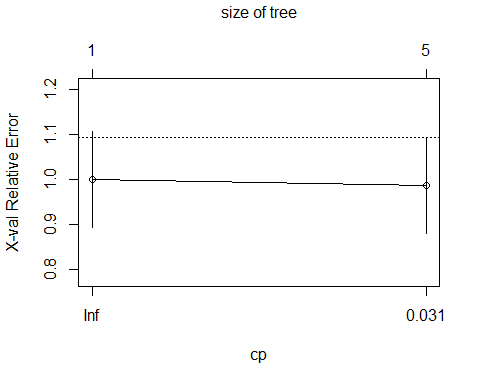 size of tree
1 5
X-val Relative Error
1.2
1.1
1.0
0.9
0.8
Inf 0.031
cp